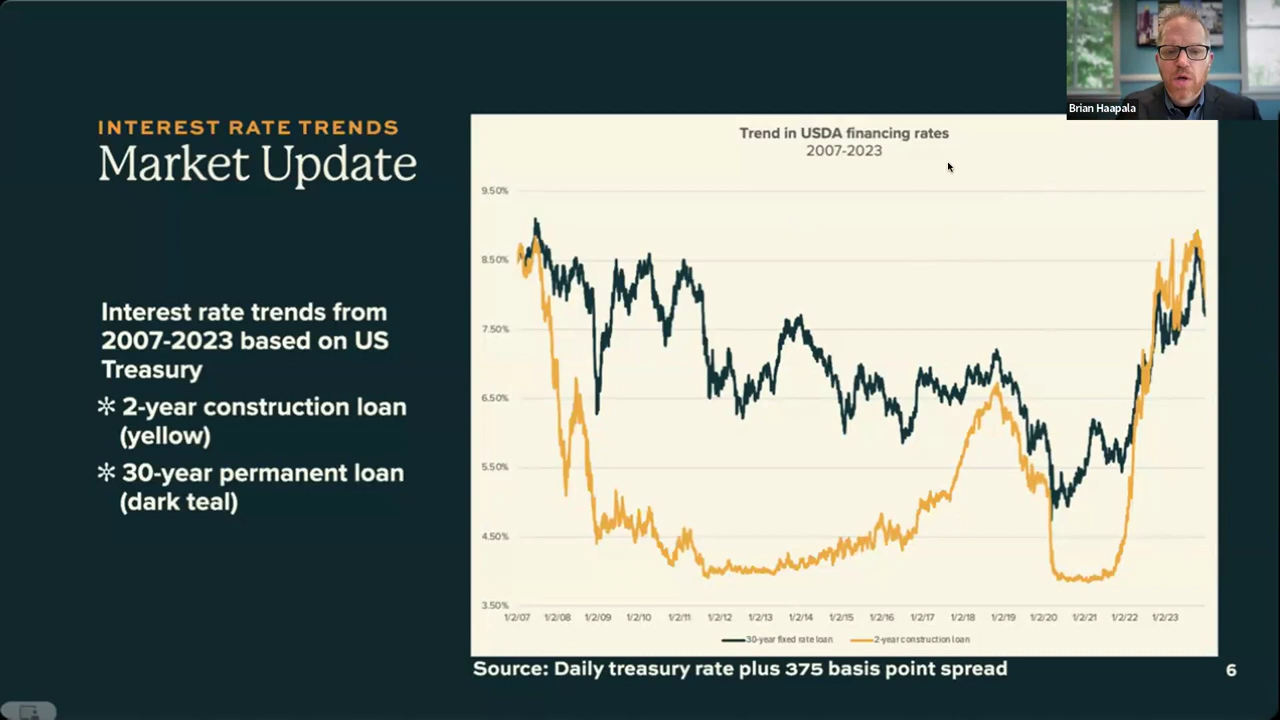 Brian Haapala
INTEREST RATE TRENDS
Market Update
Interest rate trends from
2007-2023 based on US
Treasury
✻ 2-year construction loan
(yellow)
✻ 30-year permanent loan
(dark teal)
Trend in USDA financing rates
2007-2023
9.50%
8.50%
7.50%
6.50%
5.50%
4.50%
3.50%
1/2/07 1/2/08 1/2/09 1/2/10 1/2/11 1/2/12 1/2/13 1/2/14 1/2/15 1/2/16 1/2/17 1/2/18 1/2/19 1/2/20 1/2/21 1/2/22 1/2/23
30-year fixed rate loan 2-year construction loan
Source: Daily treasury rate plus 375 basis point spread
6